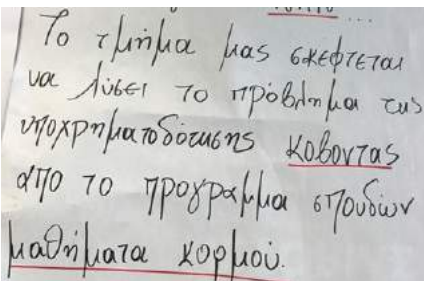 Το τμήμα μας σκέφτεται
να λύσει το πρόβλημα της
υποχρηματοδότησης κόβοντας
από το πρόγραμμα σπουδών
μαθήματα κορμού.